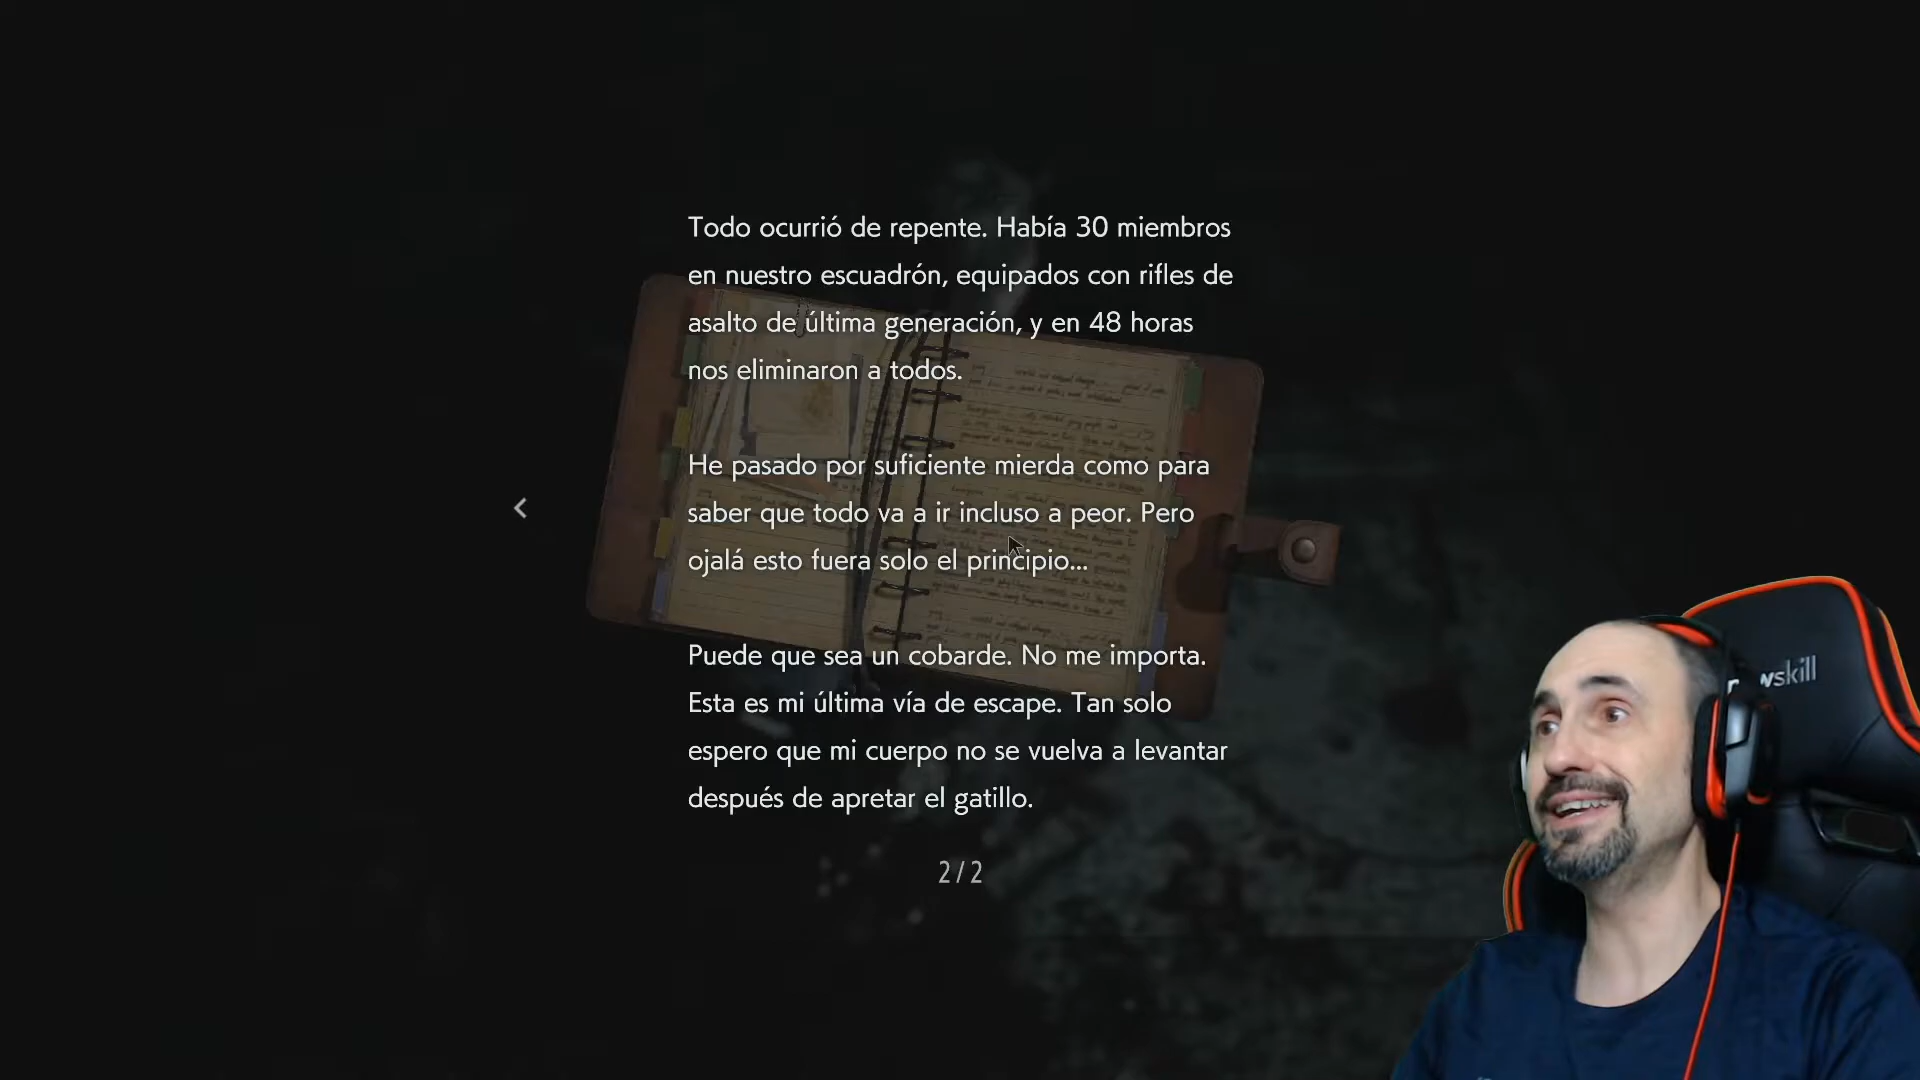 Todo ocurrió de repente. Había 30 miembros
en nuestro escuadrón, equipados con rifles de
asalto de última generación, y en 48 horas
nos eliminaron a todos.
He pasado por suficiente mierda como para
saber que todo va a ir incluso a peor. Pero
ojalá esto fuera solo el principio...
Puede que sea un cobarde. No me importa.
Esta es mi última vía de escape. Tan solo
espero que mi cuerpo no se vuelva a levantar
después de apretar el gatillo.
2 / 2